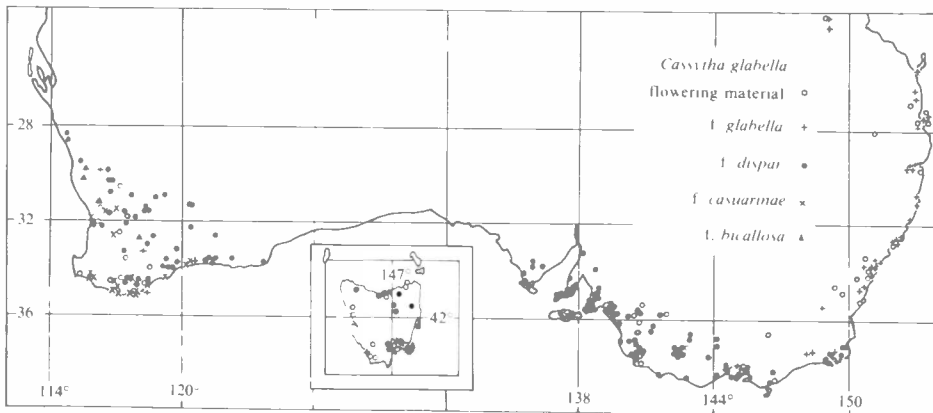 Cassytha glabella
flowering material ○
f. glabella +
f. dispar ●
f. casuarinae ×
f. bicallosa ▲
28
32
36
147°
42°
114° 120° 138 144° 150